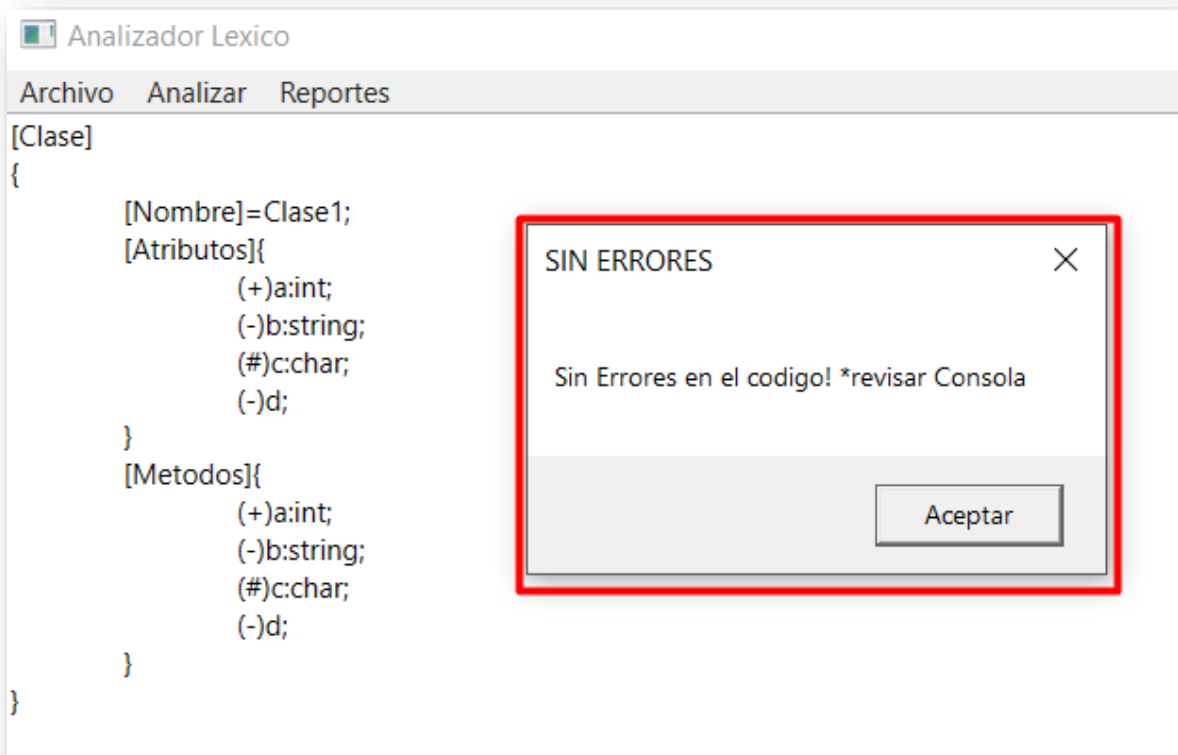 Analizador Lexico
Archivo Analizar Reportes
[Clase]
{
[Nombre]=Clase1;
[Atributos]{
(+)a:int;
(-)b:string;
(#)c:char;
(-)d;
}
[Metodos]{
(+)a:int;
(-)b:string;
(#)c:char;
(-)d;
}
}
SIN ERRORES
Sin Errores en el codigo! *revisar Consola
Aceptar